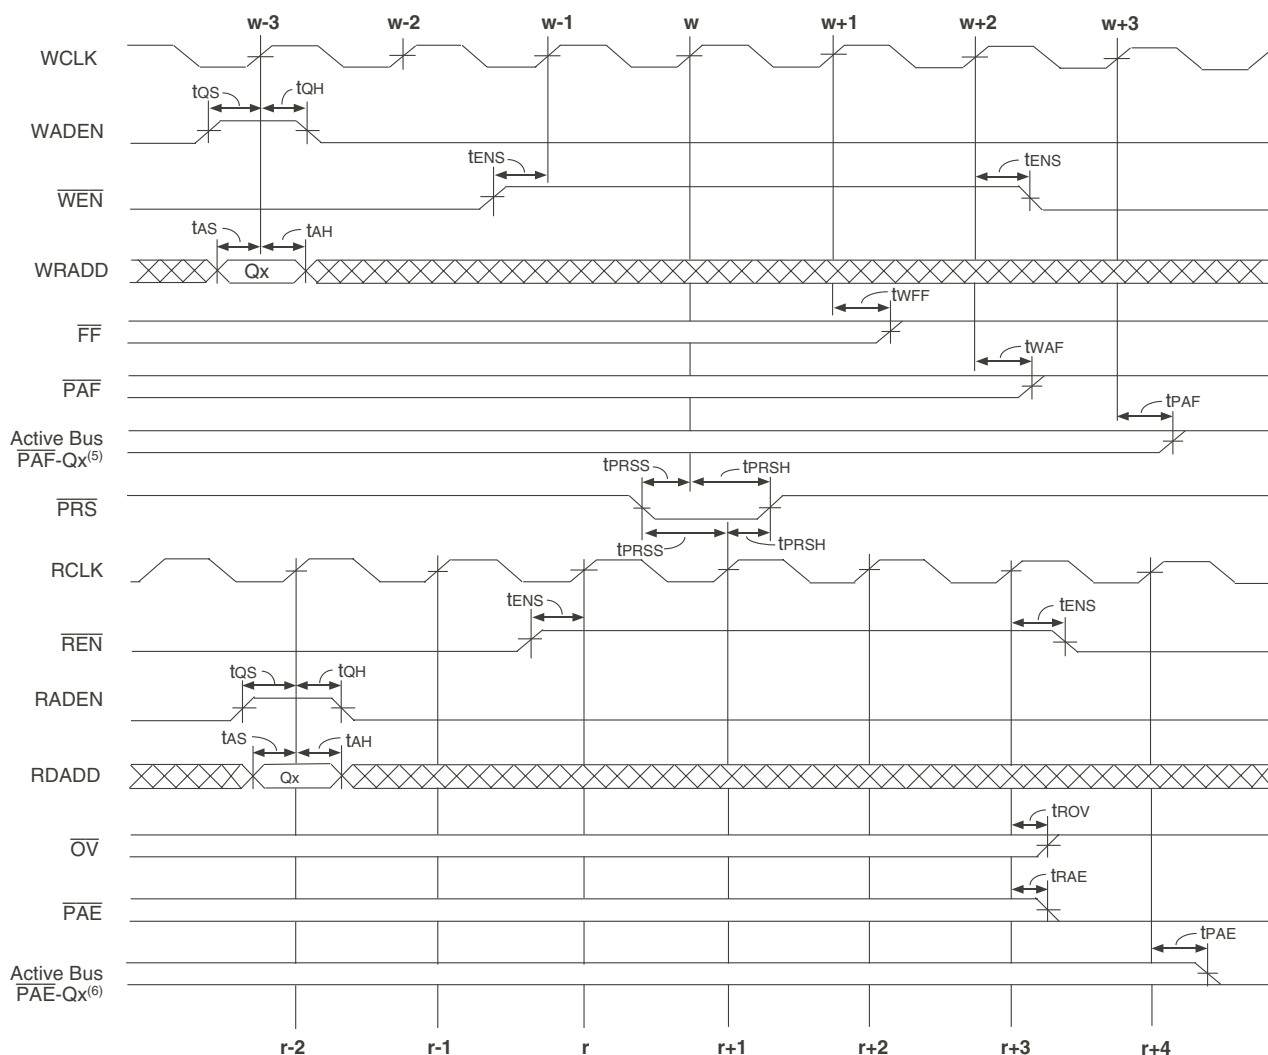 w-3 w-2 w-1 w w+1 w+2 w+3
WCLK
tQS tQH
WADEN
tENS tENS
WEN
tAS tAH
WRADD Qx
tWFF
FF
tWAF
PAF
tPAF
Active Bus
PAF-Qx(5)
tPRSS tPRSH
PRS
tPRSS tPRSH
RCLK
tENS tENS
REN
tQS tQH
RADEN
tAS tAH
RDADD Qx
tROV
OV
tRAE
PAE
tPAE
Active Bus
PAE-Qx(6)
r-2 r-1 r r+1 r+2 r+3 r+4